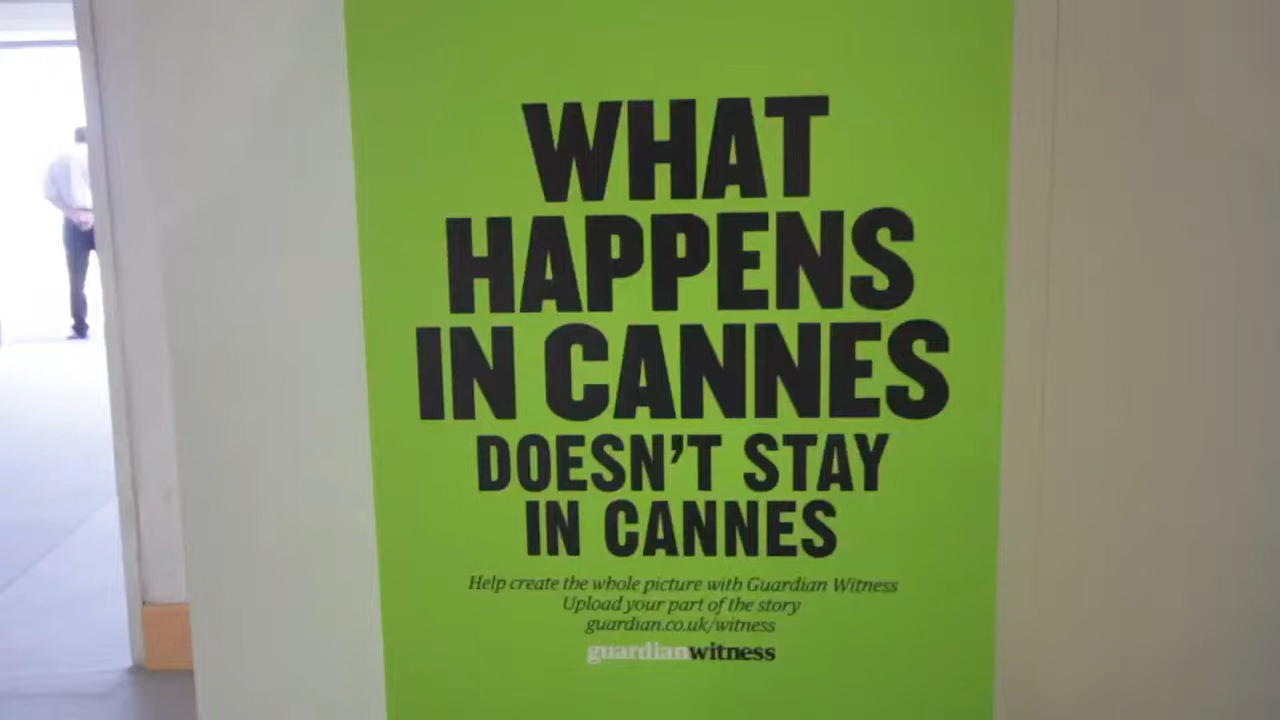 WHAT
HAPPENS
IN CANNES
DOESN'T STAY
IN CANNES
Help create the whole picture with Guardian Witness
Upload your part of the story
guardian.co.uk/witness
guardianwitness